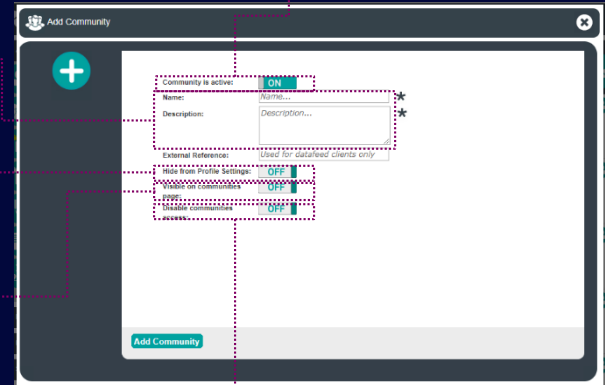 Add Community
Community is active: ON
Name: Name...
Description: Description...
External Reference: Used for datafeed clients only
Hide from Profile Settings: OFF
Visible on communities OFF
page:
Disable communities OFF
access:
Add Community